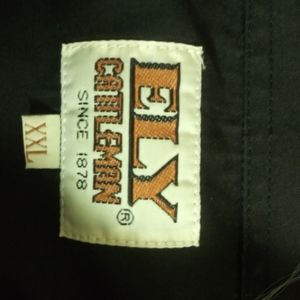 ELY
CATTLEMAN®
SINCE 1878
XXL